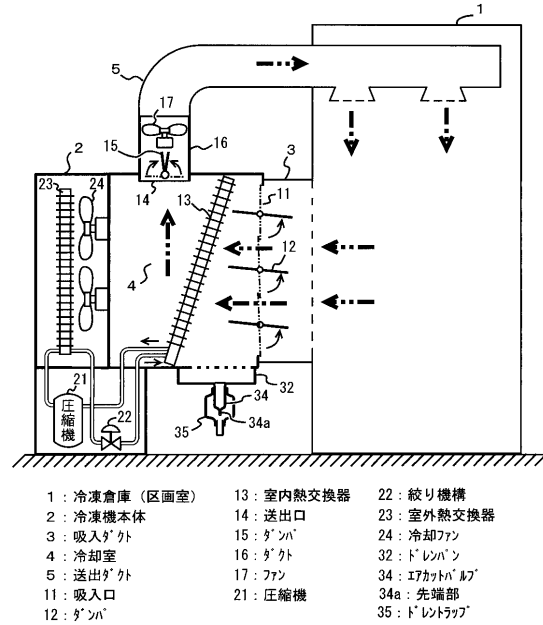 1
5
17
15
16
2
3
23
24
14
13
11
12
4
21
22
圧縮機
34
32
35
34a
1：冷凍倉庫（区画室）
2：冷凍機本体
3：吸入ダクト
4：冷却室
5：送出ダクト
11：吸入口
12：ダンパ
13：室内熱交換器
14：送出口
15：ダンパ
16：ダクト
17：ファン
21：圧縮機
22：絞り機構
23：室外熱交換器
24：冷却ファン
32：ドレンパン
34：エアカットバルブ
34a：先端部
35：ドレントラップ